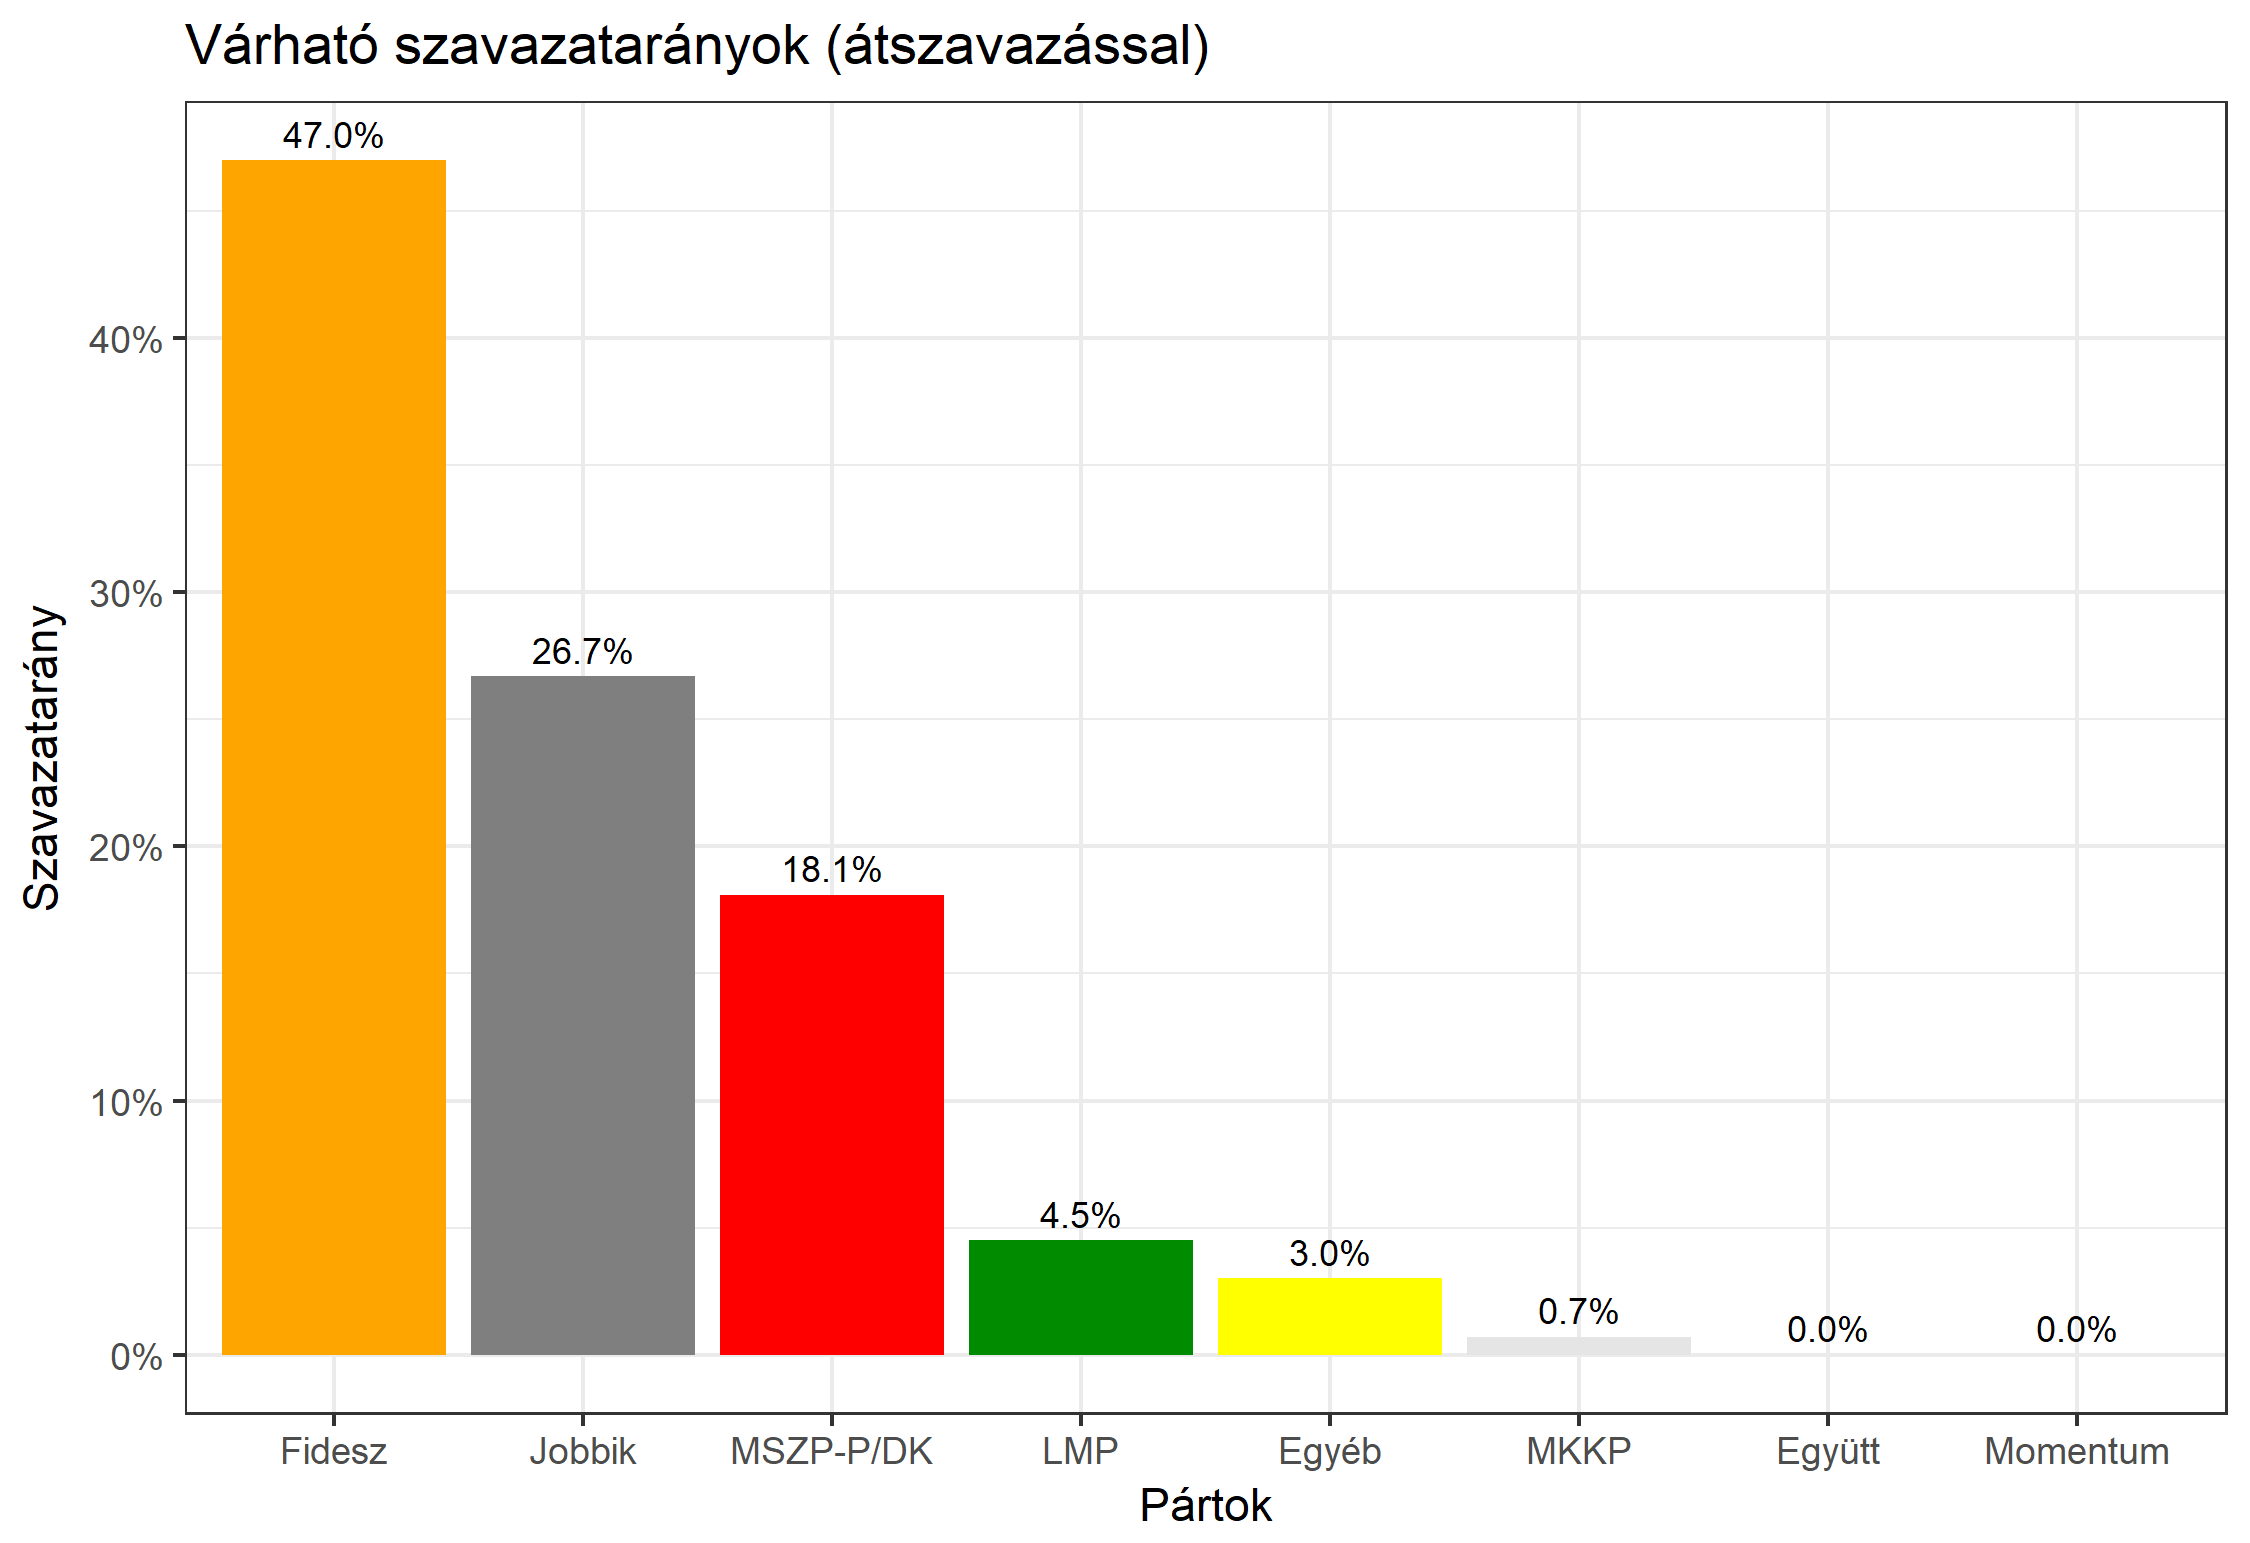 Várható szavazatarányok (átszavazással)
47.0%
26.7%
18.1%
4.5%
3.0%
0.7%
0.0%
0.0%
40%
30%
20%
10%
0%
Szavazatarány
Fidesz
Jobbik
MSZP-P/DK
LMP
Egyéb
MKKP
Együtt
Momentum
Pártok